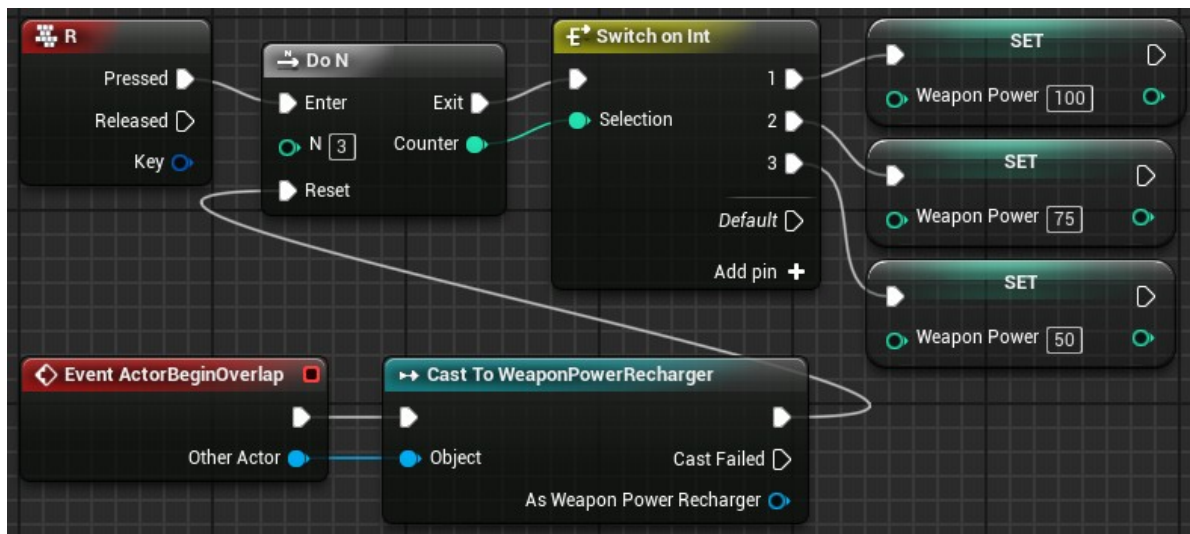 R
Pressed
Released
Key
N
Do N
Enter Exit
N 3 Counter
Reset
Switch on Int
1
Selection 2
3
Default
Add pin +
SET
Weapon Power 100
SET
Weapon Power 75
SET
Weapon Power 50
Event ActorBeginOverlap
Other Actor
Cast To WeaponPowerRecharger
Object
Cast Failed
As Weapon Power Recharger